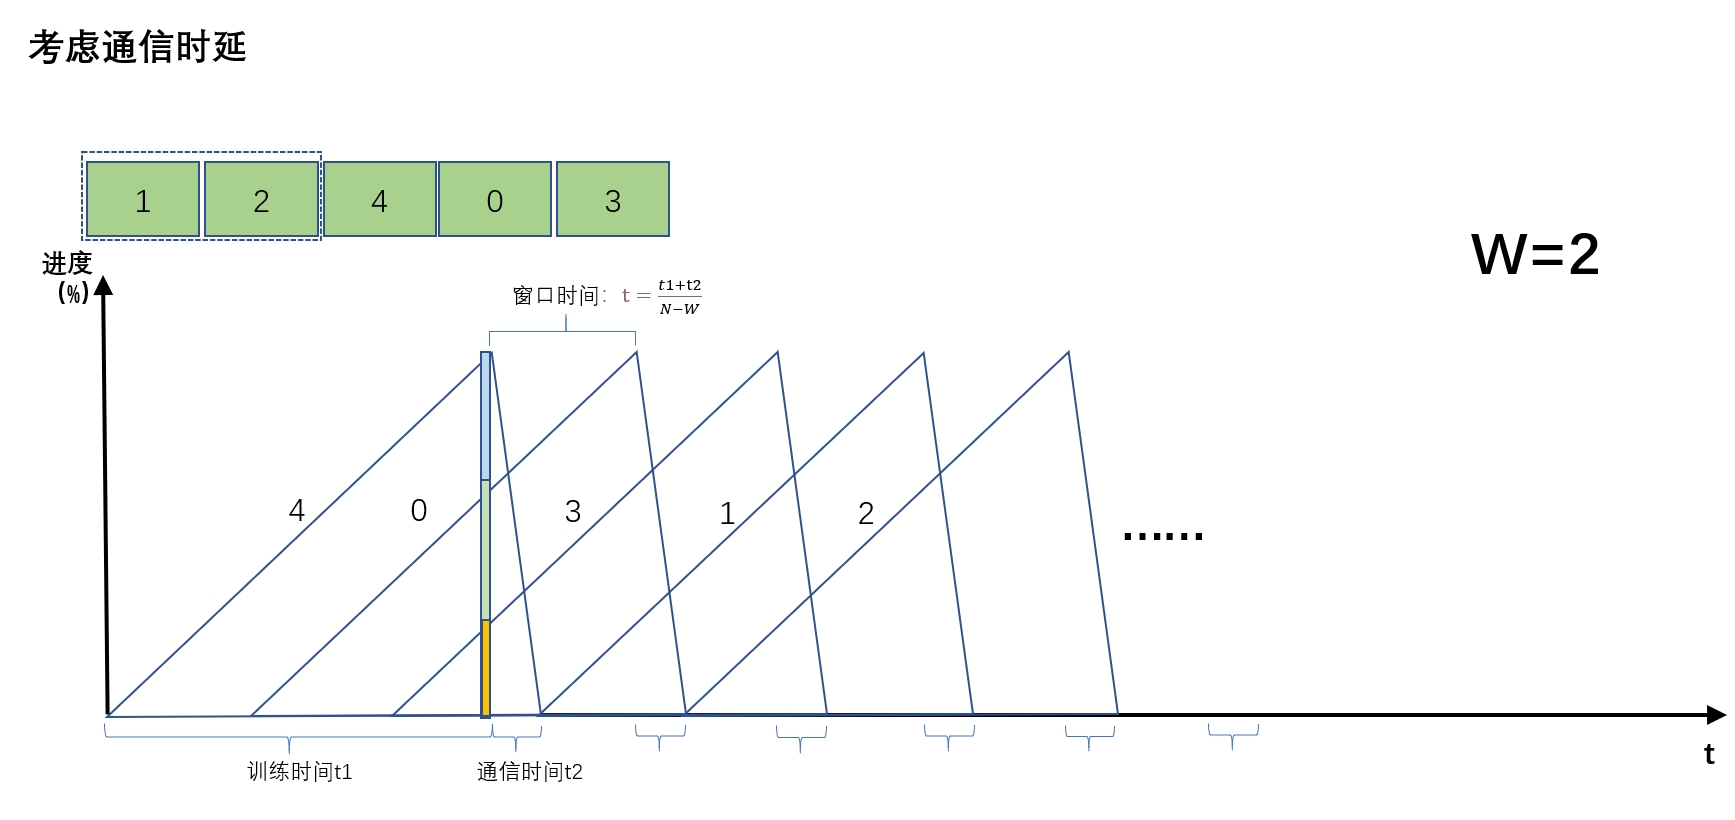 考虑通信时延
1 2 4 0 3
W=2
进度
(%)
窗口时间：t = \frac{t1+t2}{N−W}
4 0 3 1 2
......
训练时间t1 通信时间t2
t